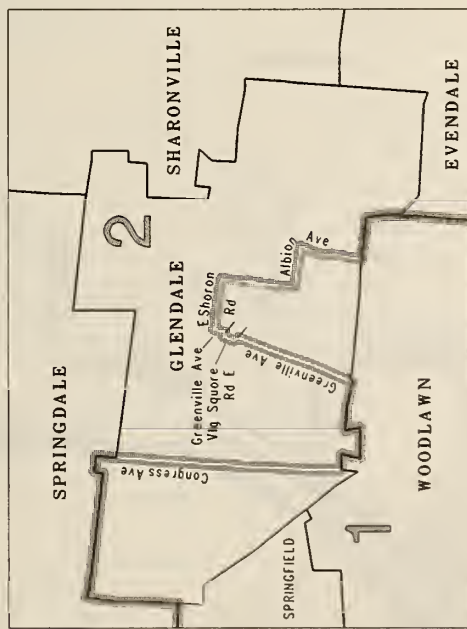 SPRINGDALE
SHARONVILLE
2
GLENDALE
Greenville Ave
Vlg Square
Rd E
E Sharon
Rd
Albion
Ave
Greenville Ave
Congress Ave
EVENDALE
SPRINGFIELD
1
WOODLAWN